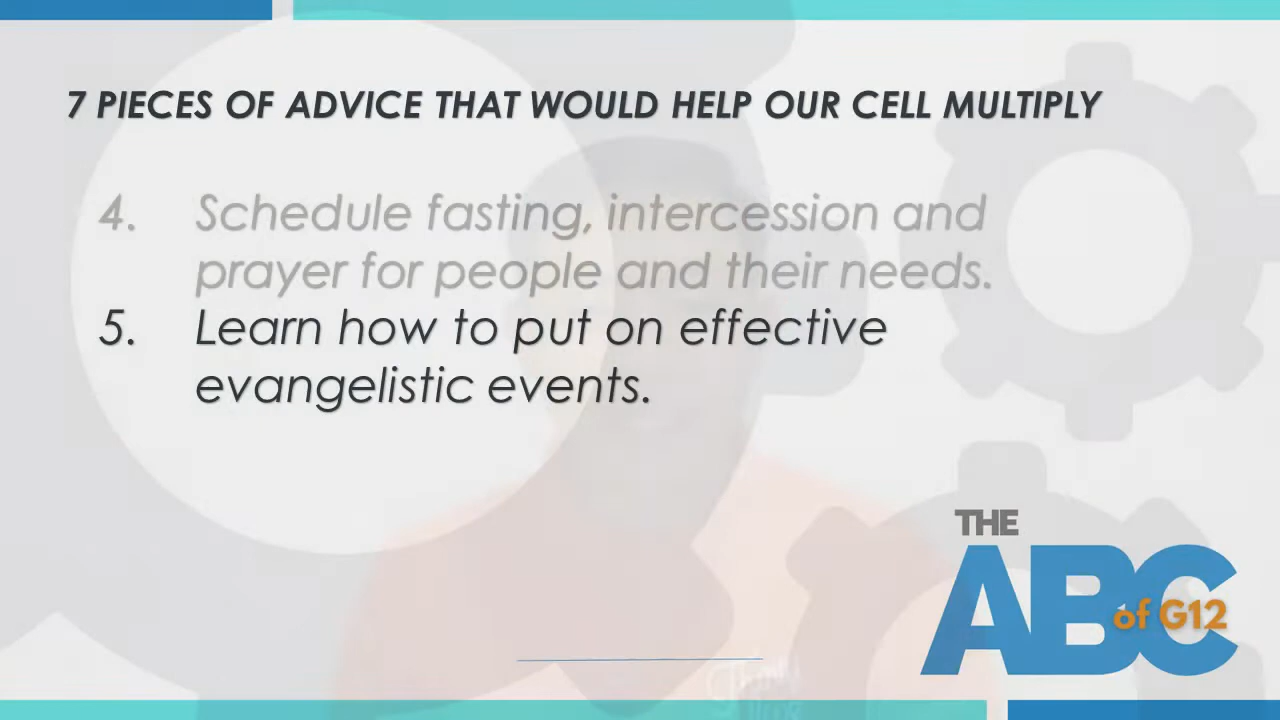 7 PIECES OF ADVICE THAT WOULD HELP OUR CELL MULTIPLY
4. Schedule fasting, intercession and
prayer for people and their needs.
5. Learn how to put on effective
evangelistic events.
THE
ABC
of G12